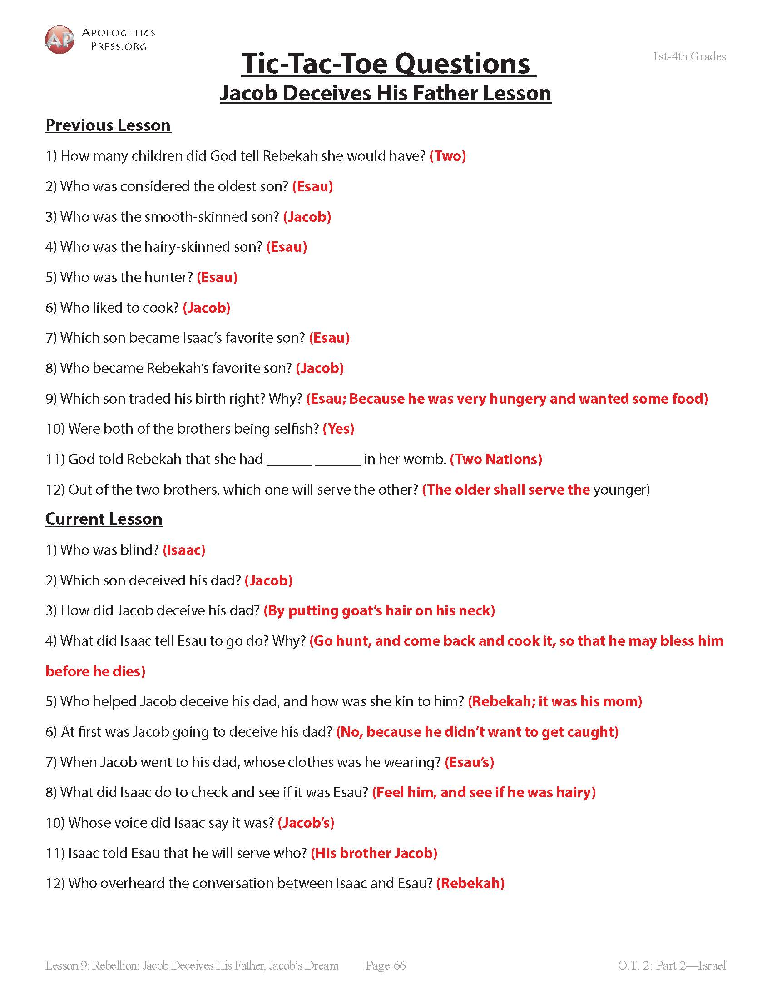 AP
APOLOGETICS
PRESS.ORG
1st-4th Grades
Tic-Tac-Toe Questions
Jacob Deceives His Father Lesson
Previous Lesson
1) How many children did God tell Rebekah she would have? (Two)
2) Who was considered the oldest son? (Esau)
3) Who was the smooth-skinned son? (Jacob)
4) Who was the hairy-skinned son? (Esau)
5) Who was the hunter? (Esau)
6) Who liked to cook? (Jacob)
7) Which son became Isaac’s favorite son? (Esau)
8) Who became Rebekah’s favorite son? (Jacob)
9) Which son traded his birth right? Why? (Esau; Because he was very hungery and wanted some food)
10) Were both of the brothers being selfish? (Yes)
11) God told Rebekah that she had ______ ______ in her womb. (Two Nations)
12) Out of the two brothers, which one will serve the other? (The older shall serve the younger)
Current Lesson
1) Who was blind? (Isaac)
2) Which son deceived his dad? (Jacob)
3) How did Jacob deceive his dad? (By putting goat’s hair on his neck)
4) What did Isaac tell Esau to go do? Why? (Go hunt, and come back and cook it, so that he may bless him
before he dies)
5) Who helped Jacob deceive his dad, and how was she kin to him? (Rebekah; it was his mom)
6) At first was Jacob going to deceive his dad? (No, because he didn’t want to get caught)
7) When Jacob went to his dad, whose clothes was he wearing? (Esau’s)
8) What did Isaac do to check and see if it was Esau? (Feel him, and see if he was hairy)
10) Whose voice did Isaac say it was? (Jacob’s)
11) Isaac told Esau that he will serve who? (His brother Jacob)
12) Who overheard the conversation between Isaac and Esau? (Rebekah)
Lesson 9: Rebellion: Jacob Deceives His Father, Jacob’s Dream Page 66 O.T. 2: Part 2—Israel